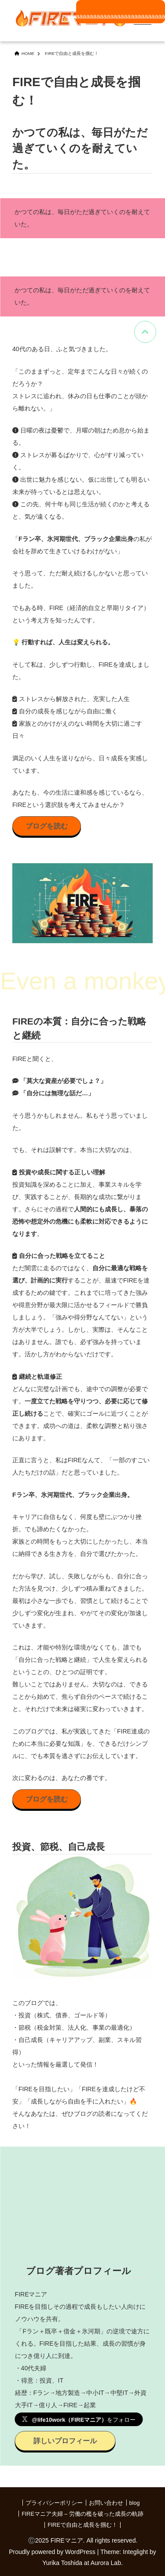 HOME > FIREで自由と成長を掴む！
FIREで自由と成長を掴
む！
かつての私は、毎日がただ
過ぎていくのを耐えてい
た。
かつての私は、毎日がただ過ぎていくのを耐えて
いた。
かつての私は、毎日がただ過ぎていくのを耐えて
いた。
40代のある日、ふと気づきました。
「このままずっと、定年までこんな日々が続くの
だろうか？
ストレスに追われ、休みの日も仕事のことが頭か
ら離れない。」
日曜の夜は憂鬱で、月曜の朝はため息から始ま
る。
ストレスが募るばかりで、心がすり減ってい
く。
出世に魅力を感じない。仮に出世しても明るい
未来が待っているとは思えない。
この先、何十年も同じ生活が続くのかと考える
と、気が遠くなる。
「Fラン卒、氷河期世代、ブラック企業出身の私が
会社を辞めて生きていけるわけがない」
そう思って、ただ耐え続けるしかないと思ってい
ました。
でもある時、FIRE（経済的自立と早期リタイア）
という考え方を知ったんです。
💡 行動すれば、人生は変えられる。
そして私は、少しずつ行動し、FIREを達成しまし
た。
ストレスから解放された、充実した人生
自分の成長を感じながら自由に働く
家族とのかけがえのない時間を大切に過ごす
日々
満足のいく人生を送りながら、日々成長を実感し
ています。
あなたも、今の生活に違和感を感じているなら、
FIREという選択肢を考えてみませんか？
ブログを読む
FIRE
Even a monkey
FIREの本質：自分に合った戦略
と継続
FIREと聞くと、
「莫大な資産が必要でしょ？」
「自分には無理な話だ…」
そう思うかもしれません。私もそう思っていまし
た。
でも、それは誤解です。本当に大切なのは、
投資や成長に関する正しい理解
投資知識を深めることに加え、事業スキルを学
び、実践することが、長期的な成功に繋がりま
す。さらにその過程で人間的にも成長し、暴落の
恐怖や想定外の危機にも柔軟に対応できるように
なります。
自分に合った戦略を立てること
ただ闇雲に走るのではなく、自分に最適な戦略を
選び、計画的に実行することが、最速でFIREを達
成するための鍵です。これまでに培ってきた強み
や得意分野が最大限に活かせるフィールドで勝負
しましょう。「強みや得意分野なんてない」という
方が大半でしょう。しかし、実際は、そんなこと
はありません。誰でも、必ず強みを持っていま
す。活かし方がわからないだけです。
継続と軌道修正
どんなに完璧な計画でも、途中での調整が必要で
す。一度立てた戦略を守りつつ、必要に応じて修
正し続けることで、確実にゴールに近づくことが
できます。成功への道は、柔軟な調整と粘り強さ
にあります。
正直に言うと、私はFIREなんて、「一部のすごい
人たちだけの話」だと思っていました。
Fラン卒、氷河期世代、ブラック企業出身。
キャリアに自信もなく、何度も壁にぶつかり挫
折。でも諦めたくなかった。
家族との時間をもっと大切にしたかったし、本当
に納得できる生き方を、自分で選びたかった。
だから学び、試し、失敗しながらも、自分に合っ
た方法を見つけ、少しずつ積み重ねてきました。
最初は小さな一歩でも、習慣として続けることで
少しずつ変化が生まれ、やがてその変化が加速し
ていきます。
これは、才能や特別な環境がなくても、誰でも
「自分に合った戦略と継続」で人生を変えられる
ということの、ひとつの証明です。
難しいことではありません。大切なのは、できる
ことから始めて、焦らず自分のペースで続けるこ
と。それだけで未来は確実に変わっていきます。
このブログでは、私が実践してきた「FIRE達成の
ために本当に必要な知識」を、できるだけシンプ
ルに、でも本質を逃さずにお伝えしています。
次に変わるのは、あなたの番です。
ブログを読む
投資、節税、自己成長
このブログでは、
・投資（株式、債券、ゴールド等）
・節税（税金対策、法人化、事業の最適化）
・自己成長（キャリアアップ、副業、スキル習
得）
といった情報を厳選して発信！
「FIREを目指したい」「FIREを達成したけど不
安」「成長しながら自由を手に入れたい」🔥
そんなあなたは、ぜひブログの読者になってくだ
さい！
ブログ著者プロフィール
FIREマニア
FIREを目指しその過程で成長もしたい人向けに
ノウハウを共有。
「Fラン＋既卒＋借金＋氷河期」の逆境で途方に
くれる、FIREを目指した結果、成長の習慣が身
につき億り人に到達。
・40代夫婦
・得意：投資、IT
経歴：Fラン→地方製造→中小IT→中堅IT→外資
大手IT→億り人→FIRE→起業
X @life10work（FIREマニア）をフォロー
詳しいプロフィール
| プライバシーポリシー | お問い合わせ | blog
| FIREマニア夫婦 – 労働の檻を破った成長の軌跡
| FIREで自由と成長を掴む！ |
Ⓒ2025 FIREマニア. All rights reserved.
Proudly powered by WordPress | Theme: Integlight by
Yurika Toshida at Aurora Lab.